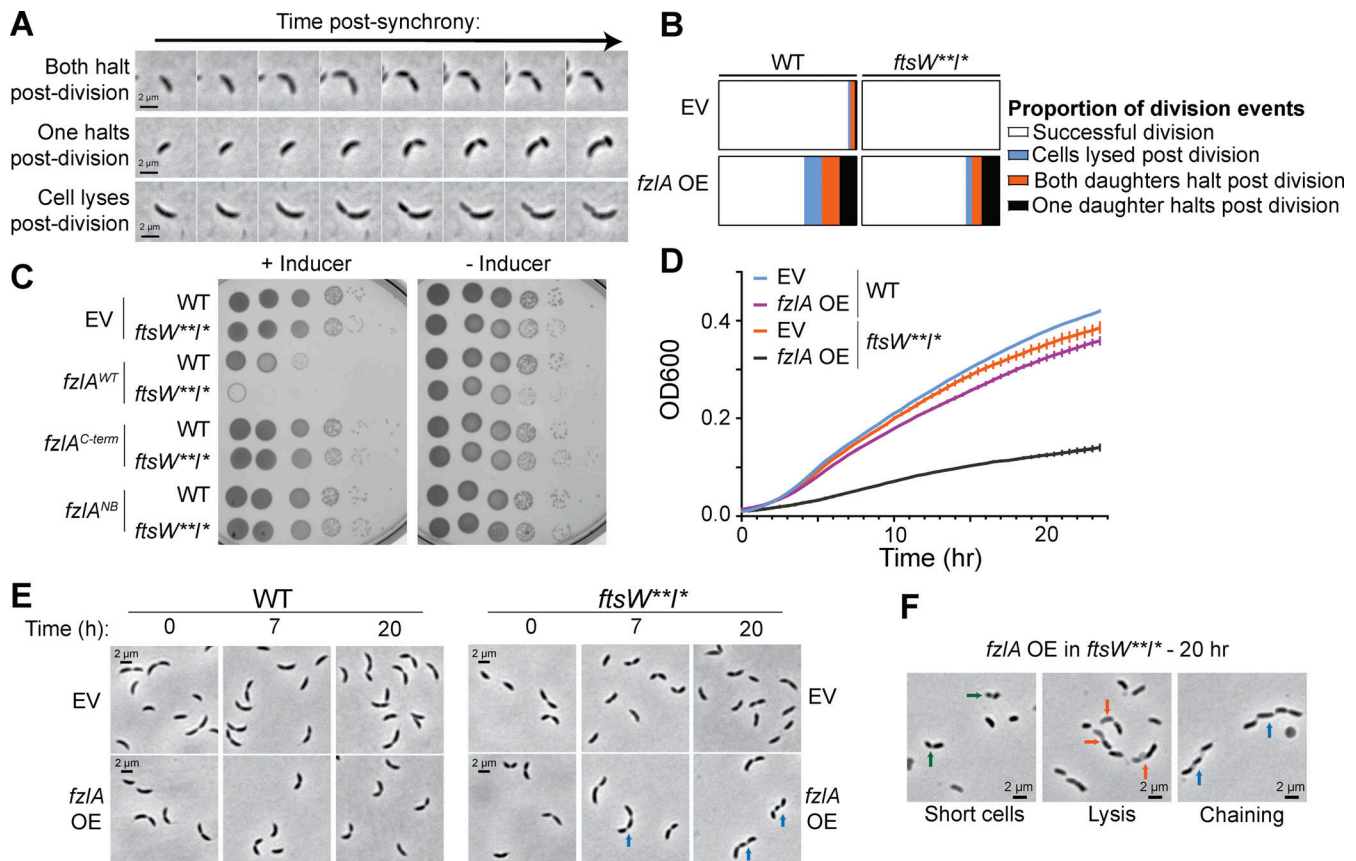 A
Time post-synchrony:
Both halt
post-division
2 µm
One halts
post-division
2 µm
Cell lyses
post-division
2 µm
B
WT
ftsW**I*
EV
fzlA OE
Proportion of division events
Successful division
Cells lysed post division
Both daughters halt post division
One daughter halts post division
C
+ Inducer
- Inducer
EV
WT
ftsW**I*
fzlA^WT
WT
ftsW**I*
fzlA^C-term
WT
ftsW**I*
fzlA^NB
WT
ftsW**I*
D
EV
fzlA OE
WT
EV
fzlA OE
ftsW**I*
OD600
0.4
0.2
0.0
0
10
20
Time (hr)
E
WT
ftsW**I*
Time (h):
0
7
20
0
7
20
EV
2 µm
2 µm
EV
fzlA
OE
2 µm
2 µm
fzlA
OE
F
fzlA OE in ftsW**I* - 20 hr
2 µm
2 µm
2 µm
Short cells
Lysis
Chaining